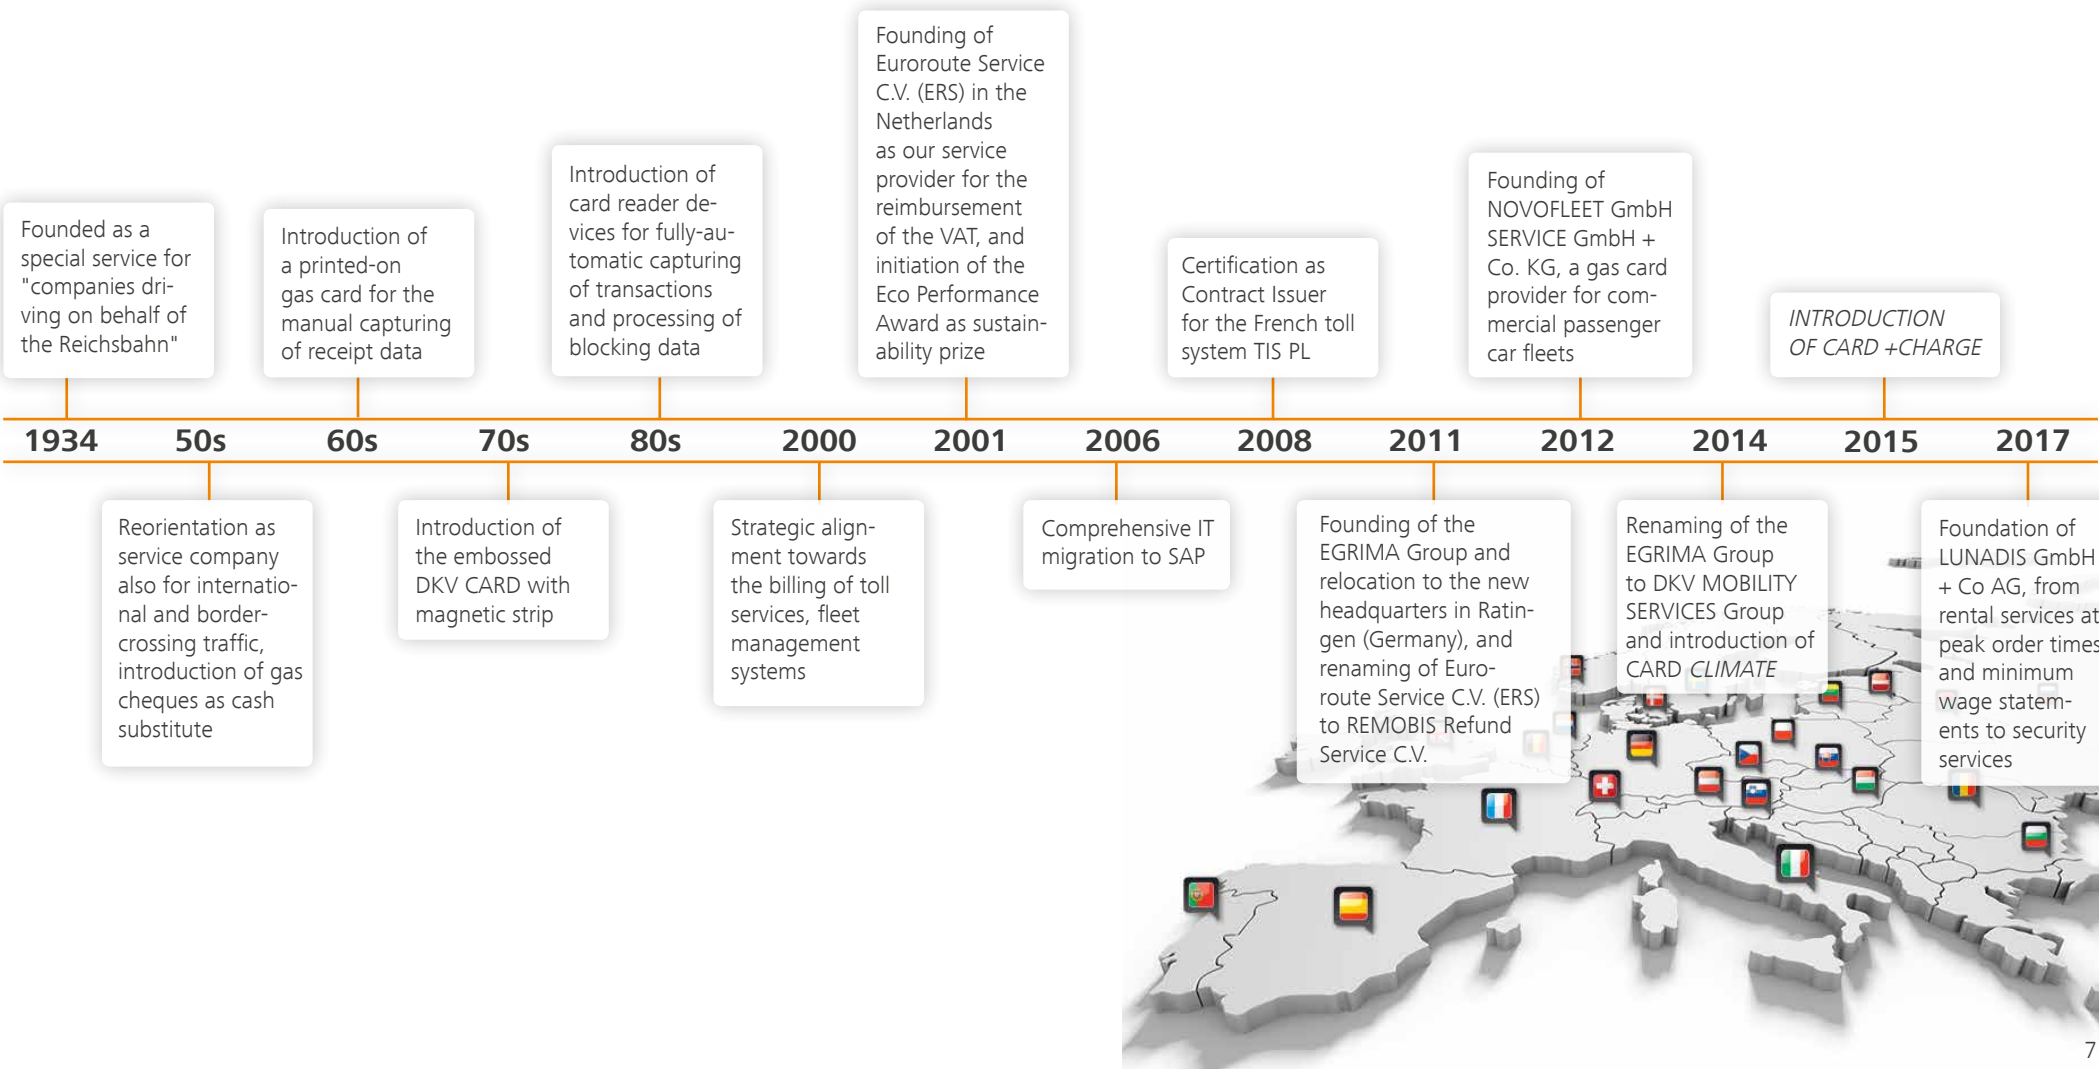 Founded as a
special service for
"companies dri-
ving on behalf of
the Reichsbahn"
Introduction of
a printed-on
gas card for the
manual capturing
of receipt data
Introduction of
card reader de-
vices for fully-au-
tomatic capturing
of transactions
and processing of
blocking data
Founding of
Euroroute Service
C.V. (ERS) in the
Netherlands
as our service
provider for the
reimbursement
of the VAT, and
initiation of the
Eco Performance
Award as sustain-
ability prize
Certification as
Contract Issuer
for the French toll
system TIS PL
Founding of
NOVOFLEET GmbH
SERVICE GmbH +
Co. KG, a gas card
provider for com-
mercial passenger
car fleets
INTRODUCTION
OF CARD +CHARGE
1934 50s 60s 70s 80s 2000 2001 2006 2008 2011 2012 2014 2015 2017
Reorientation as
service company
also for internatio-
nal and border-
crossing traffic,
introduction of gas
cheques as cash
substitute
Introduction of
the embossed
DKV CARD with
magnetic strip
Strategic align-
ment towards
the billing of toll
services, fleet
management
systems
Comprehensive IT
migration to SAP
Founding of the
EGRIMA Group and
relocation to the new
headquarters in Ratin-
gen (Germany), and
renaming of Euro-
route Service C.V. (ERS)
to REMOBIS Refund
Service C.V.
Renaming of the
EGRIMA Group
to DKV MOBILITY
SERVICES Group
and introduction of
CARD CLIMATE
Foundation of
LUNADIS GmbH
+ Co AG, from
rental services at
peak order times
and minimum
wage statem-
ents to security
services
7